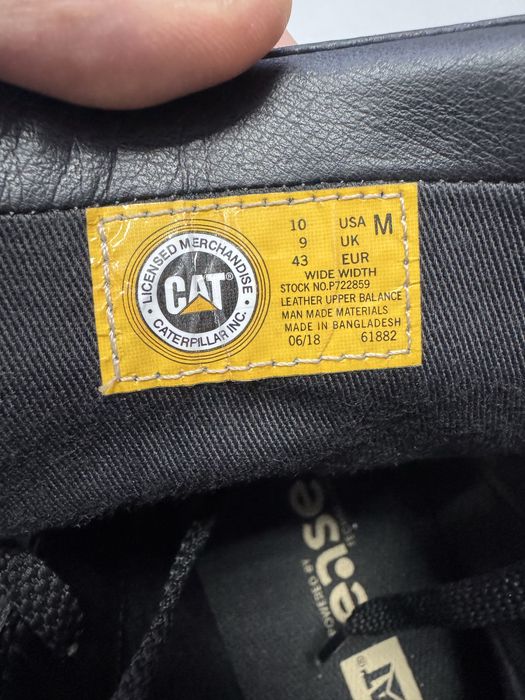 LICENSED MERCHANDISE
CAT®
CATERPILLAR INC.
10 USA M
9 UK
43 EUR
WIDE WIDTH
STOCK NO.P722859
LEATHER UPPER BALANCE
MAN MADE MATERIALS
MADE IN BANGLADESH
06/18 61882
POWERED BY
ease